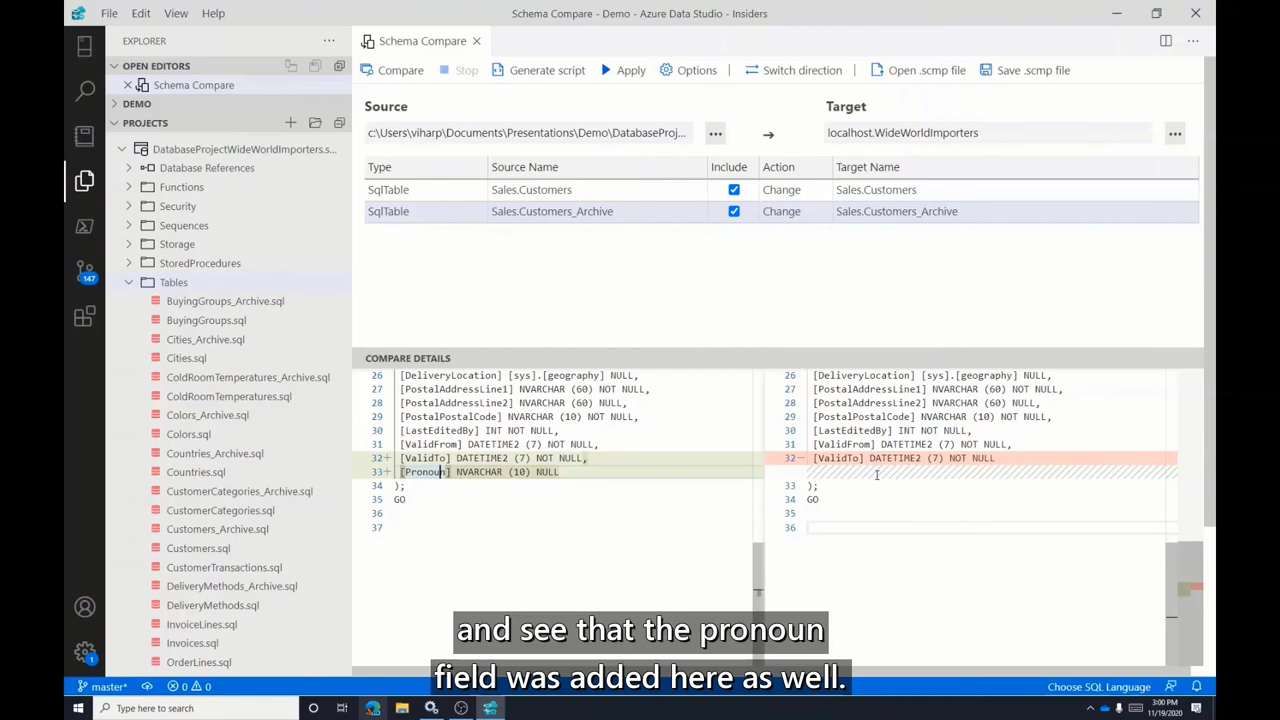 File Edit View Help
Schema Compare - Demo - Azure Data Studio - Insiders
EXPLORER
OPEN EDITORS
Schema Compare
DEMO
PROJECTS
DatabaseProjectWideWorldImporters.s...
Database References
Functions
Security
Sequences
Storage
StoredProcedures
Tables
BuyingGroups_Archive.sql
BuyingGroups.sql
Cities_Archive.sql
Cities.sql
ColdRoomTemperatures_Archive.sql
ColdRoomTemperatures.sql
Colors_Archive.sql
Colors.sql
Countries_Archive.sql
Countries.sql
CustomerCategories_Archive.sql
CustomerCategories.sql
Customers_Archive.sql
Customers.sql
CustomerTransactions.sql
DeliveryMethods_Archive.sql
DeliveryMethods.sql
InvoiceLines.sql
Invoices.sql
OrderLines.sql
147
Schema Compare
Compare Stop Generate script Apply Options Switch direction Open .scmp file Save .scmp file
Source Target
c:\Users\viharp\Documents\Presentations\Demo\DatabaseProj... localhost.WideWorldImporters
Type Source Name Include Action Target Name
SqlTable Sales.Customers Change Sales.Customers
SqlTable Sales.Customers_Archive Change Sales.Customers_Archive
COMPARE DETAILS
26 [DeliveryLocation] [sys].[geography] NULL,
27 [PostalAddressLine1] NVARCHAR (60) NOT NULL,
28 [PostalAddressLine2] NVARCHAR (60) NOT NULL,
29 [PostalPostalCode] NVARCHAR (10) NOT NULL,
30 [LastEditedBy] INT NOT NULL,
31 [ValidFrom] DATETIME2 (7) NOT NULL,
32+ [ValidTo] DATETIME2 (7) NOT NULL,
33+ [Pronoun] NVARCHAR (10) NULL
34 );
35 GO
36
37
26 [DeliveryLocation] [sys].[geography] NULL,
27 [PostalAddressLine1] NVARCHAR (60) NOT NULL,
28 [PostalAddressLine2] NVARCHAR (60) NOT NULL,
29 [PostalPostalCode] NVARCHAR (10) NOT NULL,
30 [LastEditedBy] INT NOT NULL,
31 [ValidFrom] DATETIME2 (7) NOT NULL,
32− [ValidTo] DATETIME2 (7) NOT NULL
33 );
34 GO
35
36
and see that the pronoun
field was added here as well.
master* 0 0 Choose SQL Language
Type here to search
3:00 PM
11/19/2020